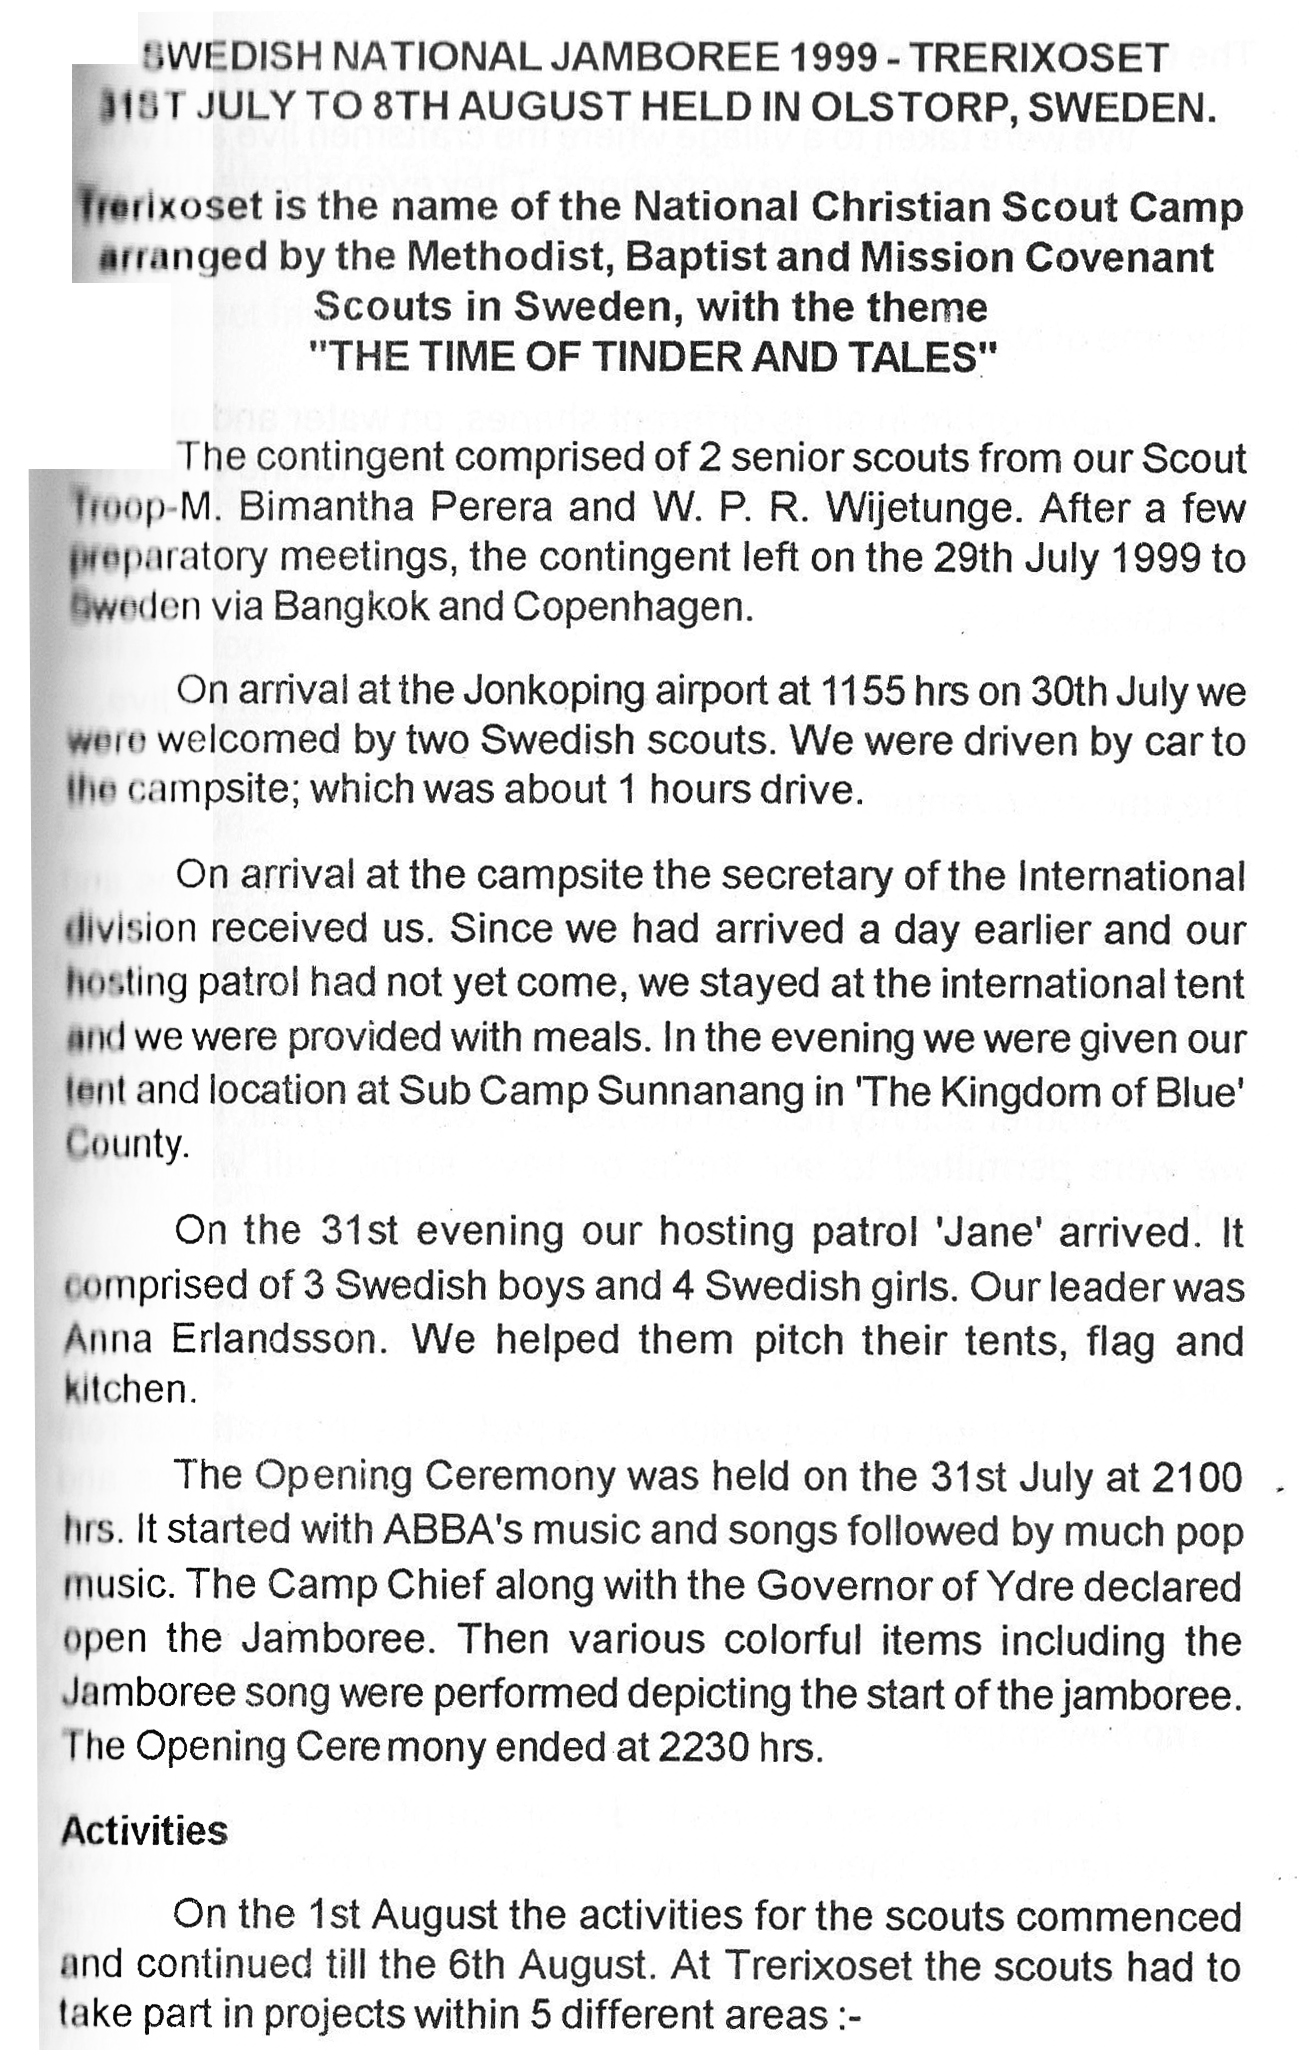 SWEDISH NATIONAL JAMBOREE 1999 - TRERIXOSET
31ST JULY TO 8TH AUGUST HELD IN OLSTORP, SWEDEN.
Trerixoset is the name of the National Christian Scout Camp
arranged by the Methodist, Baptist and Mission Covenant
Scouts in Sweden, with the theme
"THE TIME OF TINDER AND TALES"
The contingent comprised of 2 senior scouts from our Scout
Troop-M. Bimantha Perera and W. P. R. Wijetunge. After a few
preparatory meetings, the contingent left on the 29th July 1999 to
Sweden via Bangkok and Copenhagen.
On arrival at the Jonkoping airport at 1155 hrs on 30th July we
were welcomed by two Swedish scouts. We were driven by car to
the campsite; which was about 1 hours drive.
On arrival at the campsite the secretary of the International
division received us. Since we had arrived a day earlier and our
hosting patrol had not yet come, we stayed at the international tent
and we were provided with meals. In the evening we were given our
tent and location at Sub Camp Sunnanang in 'The Kingdom of Blue'
County.
On the 31st evening our hosting patrol 'Jane' arrived. It
comprised of 3 Swedish boys and 4 Swedish girls. Our leader was
Anna Erlandsson. We helped them pitch their tents, flag and
kitchen.
The Opening Ceremony was held on the 31st July at 2100
hrs. It started with ABBA's music and songs followed by much pop
music. The Camp Chief along with the Governor of Ydre declared
open the Jamboree. Then various colorful items including the
Jamboree song were performed depicting the start of the jamboree.
The Opening Ceremony ended at 2230 hrs.
Activities
On the 1st August the activities for the scouts commenced
and continued till the 6th August. At Trerixoset the scouts had to
take part in projects within 5 different areas :-